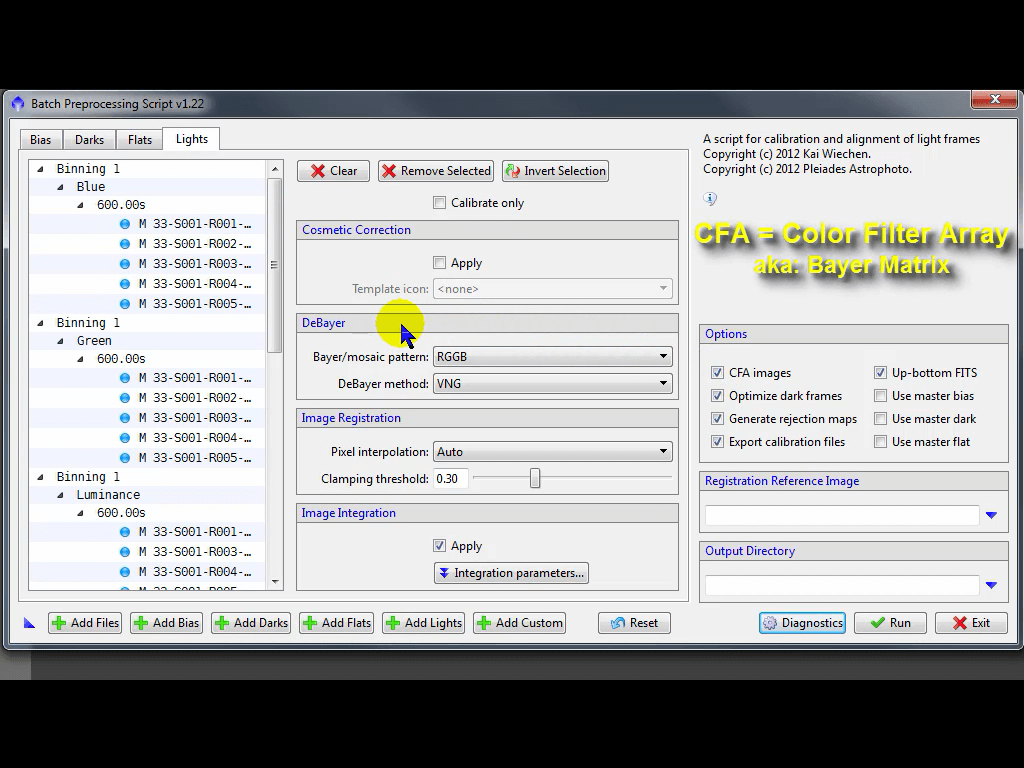 Batch Preprocessing Script v1.22
Bias
Darks
Flats
Lights
Binning 1
Blue
600.00s
M 33-S001-R001-...
M 33-S001-R002-...
M 33-S001-R003-...
M 33-S001-R004-...
M 33-S001-R005-...
Binning 1
Green
600.00s
M 33-S001-R001-...
M 33-S001-R002-...
M 33-S001-R003-...
M 33-S001-R004-...
M 33-S001-R005-...
Binning 1
Luminance
600.00s
M 33-S001-R001-...
M 33-S001-R003-...
M 33-S001-R004-...
Clear
Remove Selected
Invert Selection
Calibrate only
Cosmetic Correction
Apply
Template icon: <none>
DeBayer
Bayer/mosaic pattern: RGGB
DeBayer method: VNG
Image Registration
Pixel interpolation: Auto
Clamping threshold: 0.30
Image Integration
Apply
Integration parameters...
A script for calibration and alignment of light frames
Copyright (c) 2012 Kai Wiechen.
Copyright (c) 2012 Pleiades Astrophoto.
CFA = Color Filter Array
aka: Bayer Matrix
Options
CFA images
Up-bottom FITS
Optimize dark frames
Use master bias
Generate rejection maps
Use master dark
Export calibration files
Use master flat
Registration Reference Image
Output Directory
Add Files
Add Bias
Add Darks
Add Flats
Add Lights
Add Custom
Reset
Diagnostics
Run
Exit